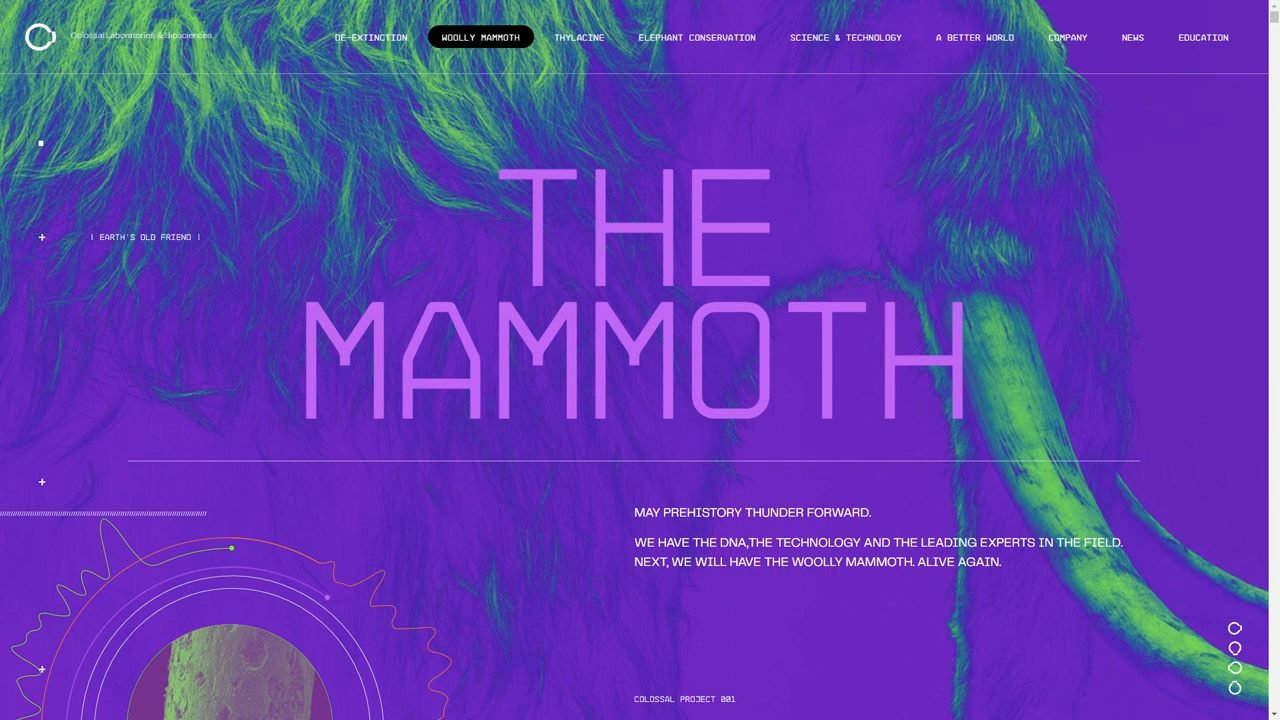 Colossal Laboratories & Biosciences
DE-EXTINCTION
WOOLLY MAMMOTH
THYLACINE
ELEPHANT CONSERVATION
SCIENCE & TECHNOLOGY
A BETTER WORLD
COMPANY
NEWS
EDUCATION
[ EARTH'S OLD FRIEND ]
THE
MAMMOTH
MAY PREHISTORY THUNDER FORWARD.
WE HAVE THE DNA,THE TECHNOLOGY AND THE LEADING EXPERTS IN THE FIELD.
NEXT, WE WILL HAVE THE WOOLLY MAMMOTH. ALIVE AGAIN.
COLOSSAL PROJECT 001